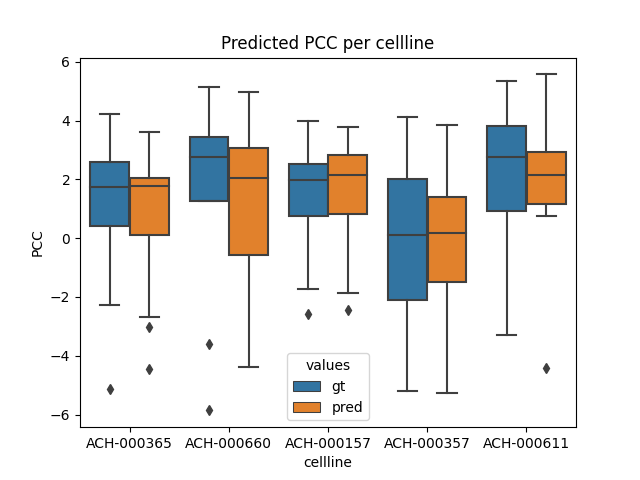 Predicted PCC per cellline
6
4
2
0
−2
−4
−6
PCC
values
gt
pred
ACH-000365 ACH-000660 ACH-000157 ACH-000357 ACH-000611
cellline